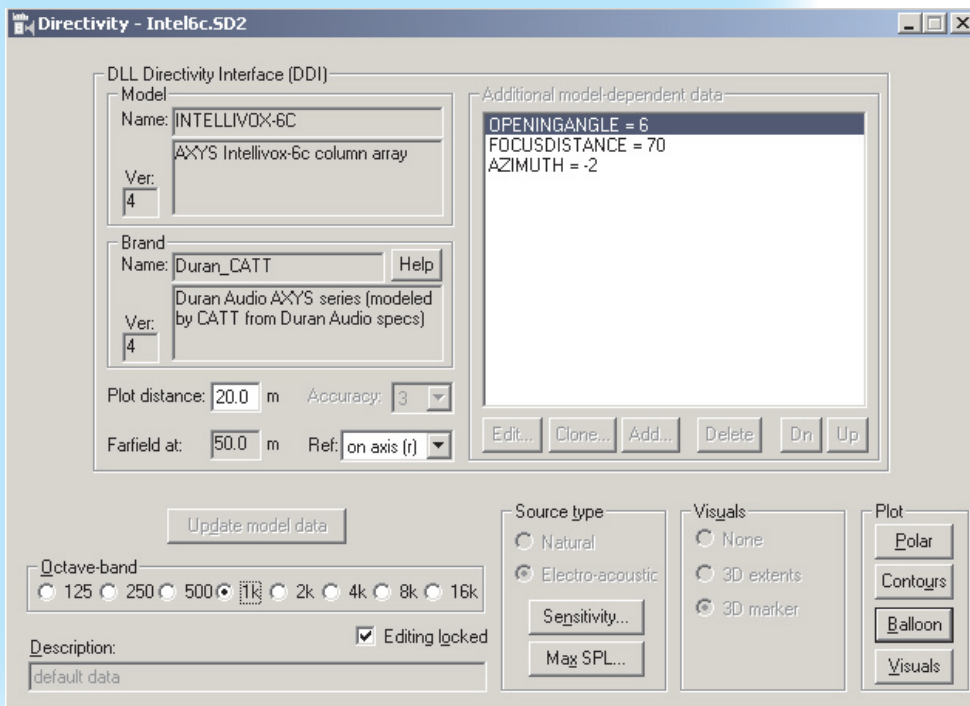 Directivity - Intel6c.SD2
DLL Directivity Interface (DDI)
Model
Name: INTELLIVOX-6C
AXYS Intellivox-6c column array
Ver:
4
Brand
Name: Duran_CATT Help
Duran Audio AXYS series (modeled
by CATT from Duran Audio specs)
Ver:
4
Plot distance: 20.0 m Accuracy: 3
Farfield at: 50.0 m Ref: on axis (r)
Additional model-dependent data
OPENINGANGLE = 6
FOCUSDISTANCE = 70
AZIMUTH = -2
Edit... Clone... Add... Delete Dn Up
Update model data
Octave-band
125 250 500 1k 2k 4k 8k 16k
Editing locked
Description:
default data
Source type
Natural
Electro-acoustic
Sensitivity...
Max SPL...
Visuals
None
3D extents
3D marker
Plot
Polar
Contours
Balloon
Visuals